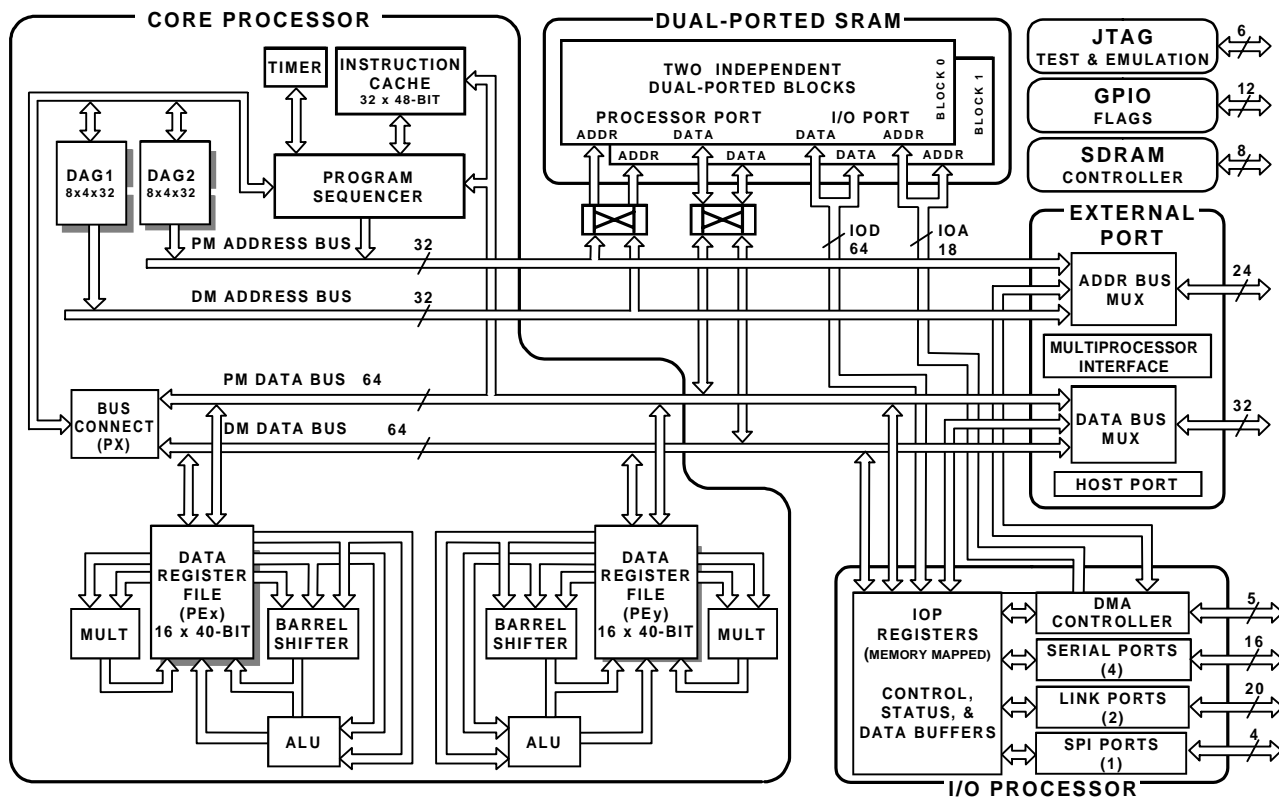 CORE PROCESSOR
TIMER
INSTRUCTION
CACHE
32 x 48-BIT
DAG1
8x4x32
DAG2
8x4x32
PROGRAM
SEQUENCER
PM ADDRESS BUS
32
DM ADDRESS BUS
32
PM DATA BUS
64
DM DATA BUS
64
BUS
CONNECT
(PX)
DATA
REGISTER
FILE
(PEx)
16 x 40-BIT
MULT
BARREL
SHIFTER
ALU
DATA
REGISTER
FILE
(PEy)
16 x 40-BIT
BARREL
SHIFTER
MULT
ALU
DUAL-PORTED SRAM
TWO INDEPENDENT
DUAL-PORTED BLOCKS
PROCESSOR PORT
I/O PORT
ADDR
DATA
DATA
ADDR
BLOCK 0
ADDR
DATA
DATA
ADDR
BLOCK 1
IOD
64
IOA
18
JTAG
TEST & EMULATION
6
GPIO
FLAGS
12
SDRAM
CONTROLLER
8
EXTERNAL
PORT
ADDR BUS
MUX
24
MULTIPROCESSOR
INTERFACE
DATA BUS
MUX
32
HOST PORT
IOP
REGISTERS
(MEMORY MAPPED)
CONTROL,
STATUS, &
DATA BUFFERS
DMA
CONTROLLER
5
SERIAL PORTS
(4)
16
LINK PORTS
(2)
20
SPI PORTS
(1)
4
I/O PROCESSOR